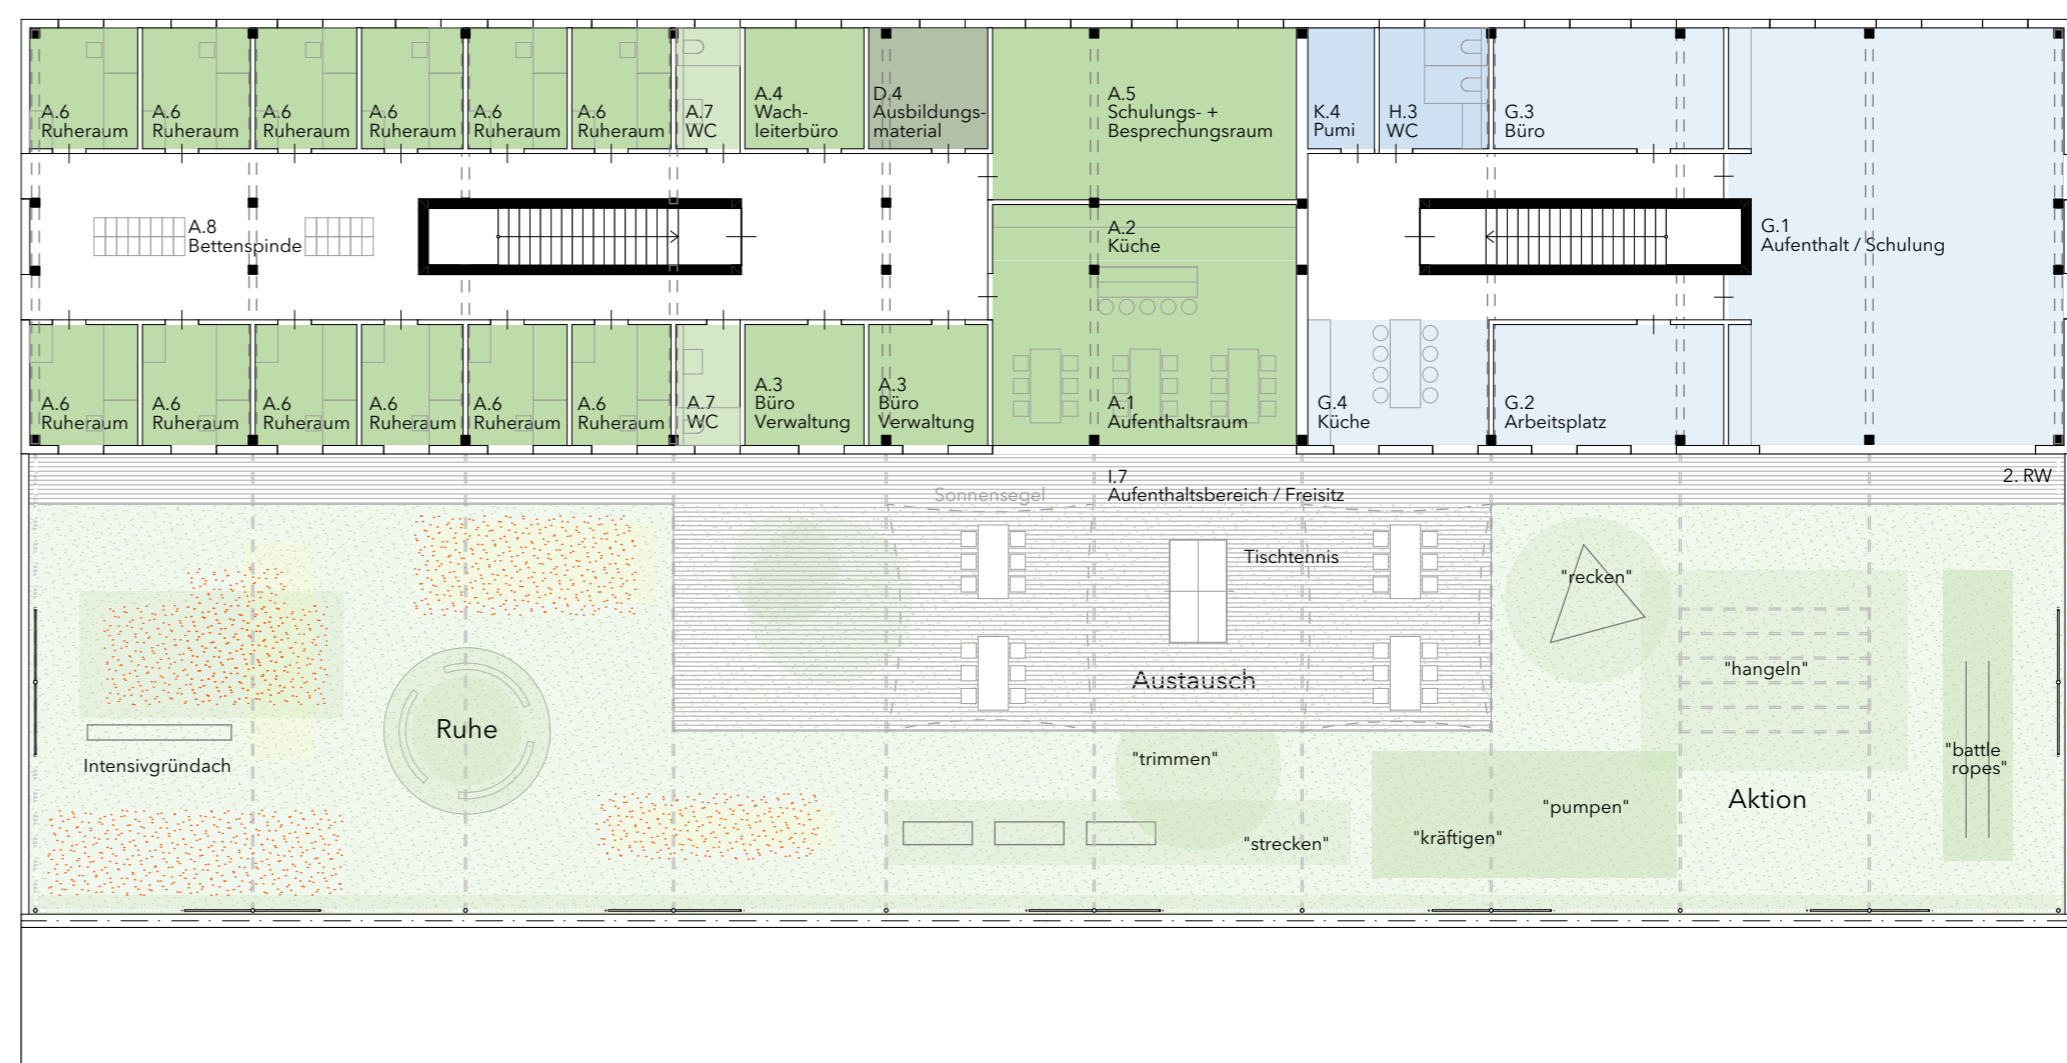 A.6
Ruheraum
A.6
Ruheraum
A.6
Ruheraum
A.6
Ruheraum
A.6
Ruheraum
A.6
Ruheraum
A.7
WC
A.4
Wach-
leiterbüro
D.4
Ausbildungs-
material
A.5
Schulungs- +
Besprechungsraum
K.4
Pumi
H.3
WC
G.3
Büro
A.8
Bettenspinde
A.2
Küche
G.1
Aufenthalt / Schulung
A.6
Ruheraum
A.6
Ruheraum
A.6
Ruheraum
A.6
Ruheraum
A.6
Ruheraum
A.6
Ruheraum
A.7
WC
A.3
Büro
Verwaltung
A.3
Büro
Verwaltung
A.1
Aufenthaltsraum
G.4
Küche
G.2
Arbeitsplatz
Sonnensegel
I.7
Aufenthaltsbereich / Freisitz
2. RW
Tischtennis
"recken"
"hangeln"
Austausch
Ruhe
Intensivgründach
"trimmen"
"battle
ropes"
"pumpen"
Aktion
"strecken"
"kräftigen"